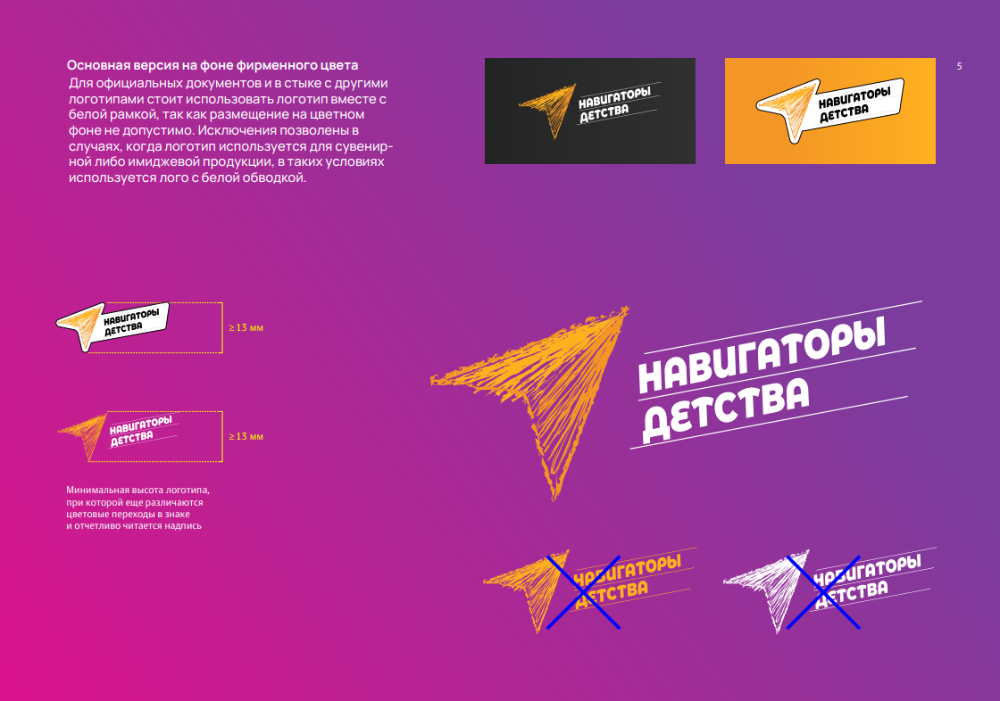 Основная версия на фоне фирменного цвета
Для официальных документов и в стыке с другими
логотипами стоит использовать логотип вместе с
белой рамкой, так как размещение на цветном
фоне не допустимо. Исключения позволены в
случаях, когда логотип используется для сувенир-
ной либо имиджевой продукции, в таких условиях
используется лого с белой обводкой.
НАВИГАТОРЫ
ДЕТСТВА
НАВИГАТОРЫ
ДЕТСТВА
5
НАВИГАТОРЫ
ДЕТСТВА
≥13 мм
НАВИГАТОРЫ
ДЕТСТВА
≥13 мм
Минимальная высота логотипа,
при которой еще различаются
цветовые переходы в знаке
и отчетливо читается надпись
НАВИГАТОРЫ
ДЕТСТВА
НАВИГАТОРЫ
ДЕТСТВА
НАВИГАТОРЫ
ДЕТСТВА